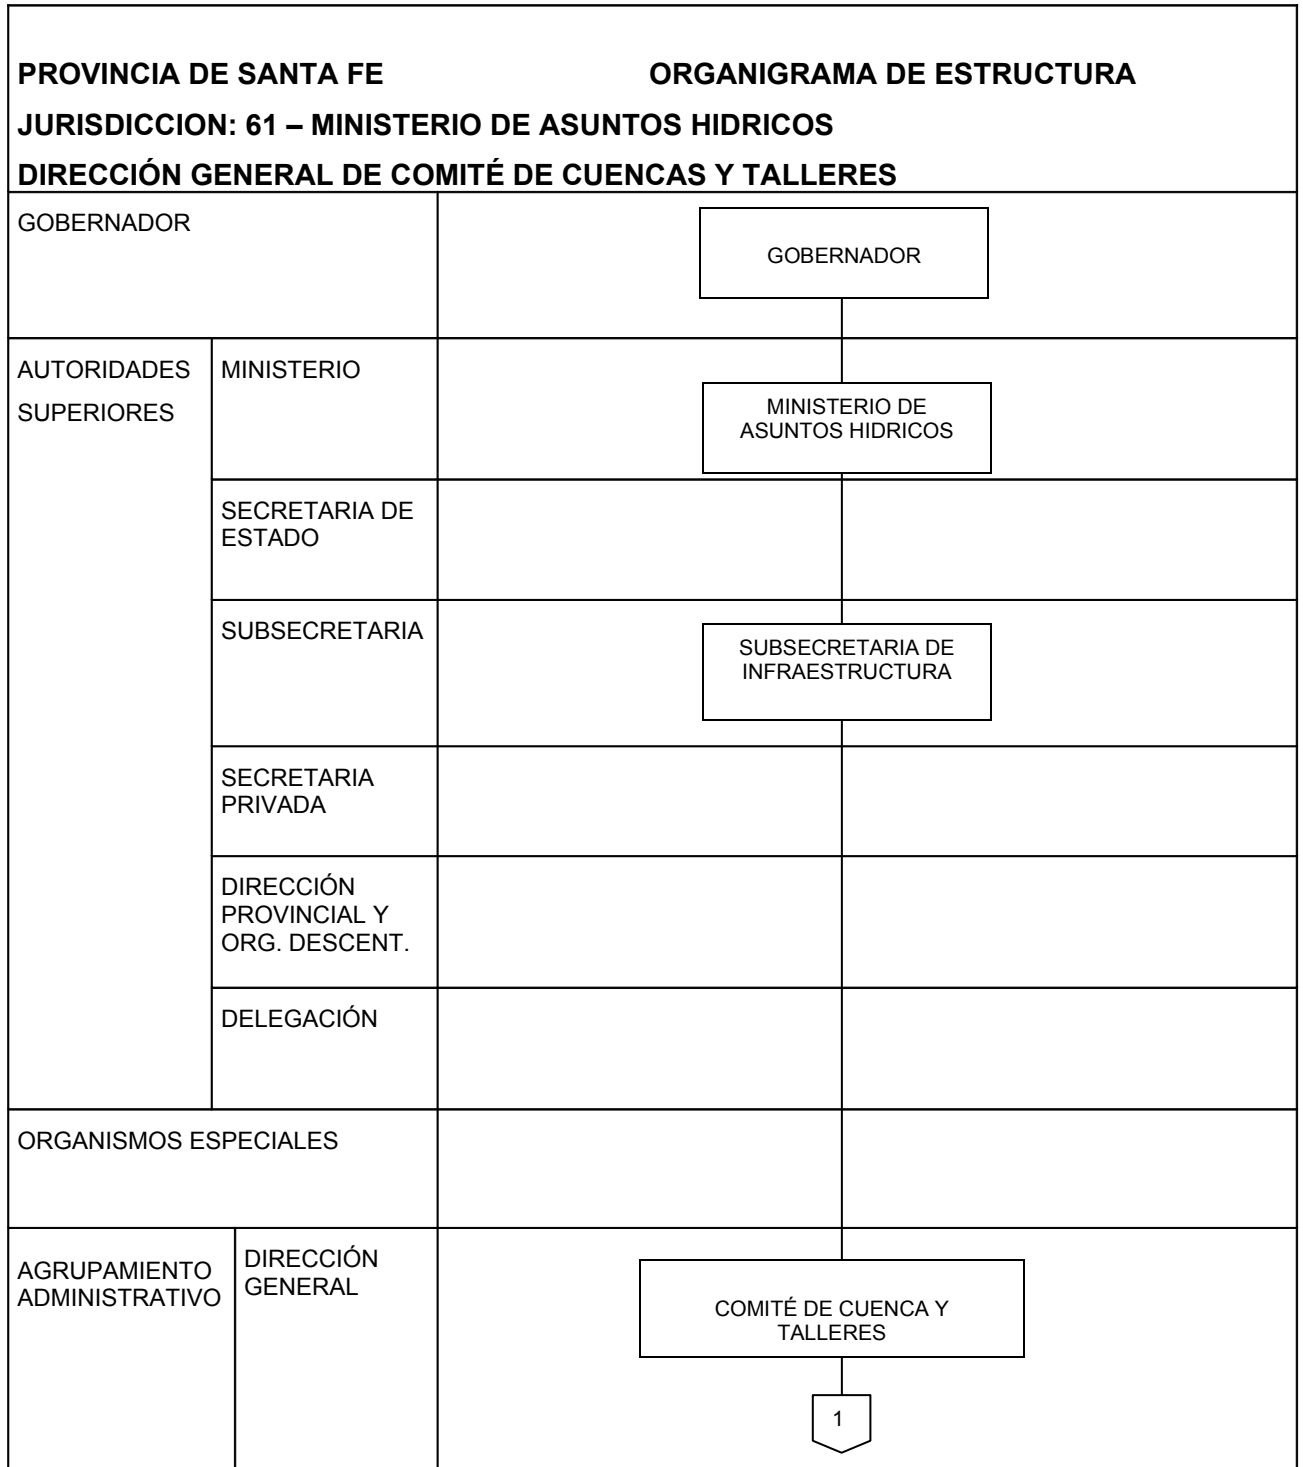 PROVINCIA DE SANTA FE ORGANIGRAMA DE ESTRUCTURA
JURISDICCION: 61 – MINISTERIO DE ASUNTOS HIDRICOS
DIRECCIÓN GENERAL DE COMITÉ DE CUENCAS Y TALLERES
GOBERNADOR
GOBERNADOR
AUTORIDADES
SUPERIORES
MINISTERIO
MINISTERIO DE
ASUNTOS HIDRICOS
SECRETARIA DE
ESTADO
SUBSECRETARIA
SUBSECRETARIA DE
INFRAESTRUCTURA
SECRETARIA
PRIVADA
DIRECCIÓN
PROVINCIAL Y
ORG. DESCENT.
DELEGACIÓN
ORGANISMOS ESPECIALES
AGRUPAMIENTO
ADMINISTRATIVO
DIRECCIÓN
GENERAL
COMITÉ DE CUENCA Y
TALLERES
1